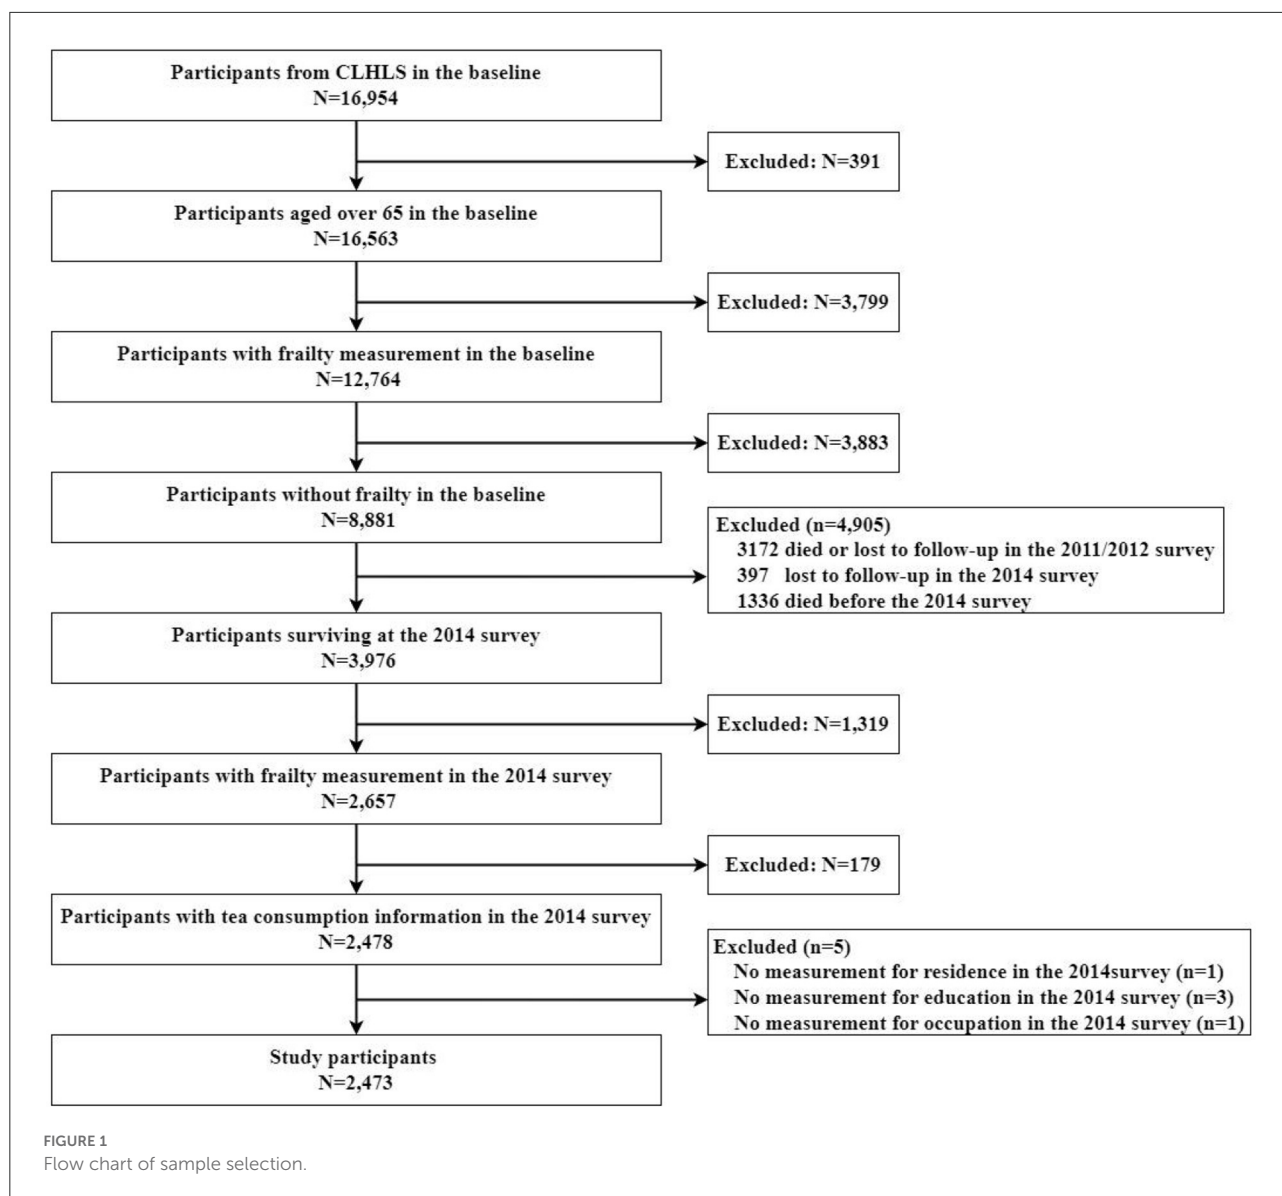 Participants from CLHLS in the baseline
N=16,954
Excluded: N=391
Participants aged over 65 in the baseline
N=16,563
Excluded: N=3,799
Participants with frailty measurement in the baseline
N=12,764
Excluded: N=3,883
Participants without frailty in the baseline
N=8,881
Excluded (n=4,905)
3172 died or lost to follow-up in the 2011/2012 survey
397 lost to follow-up in the 2014 survey
1336 died before the 2014 survey
Participants surviving at the 2014 survey
N=3,976
Excluded: N=1,319
Participants with frailty measurement in the 2014 survey
N=2,657
Excluded: N=179
Participants with tea consumption information in the 2014 survey
N=2,478
Excluded (n=5)
No measurement for residence in the 2014survey (n=1)
No measurement for education in the 2014 survey (n=3)
No measurement for occupation in the 2014 survey (n=1)
Study participants
N=2,473
FIGURE 1
Flow chart of sample selection.